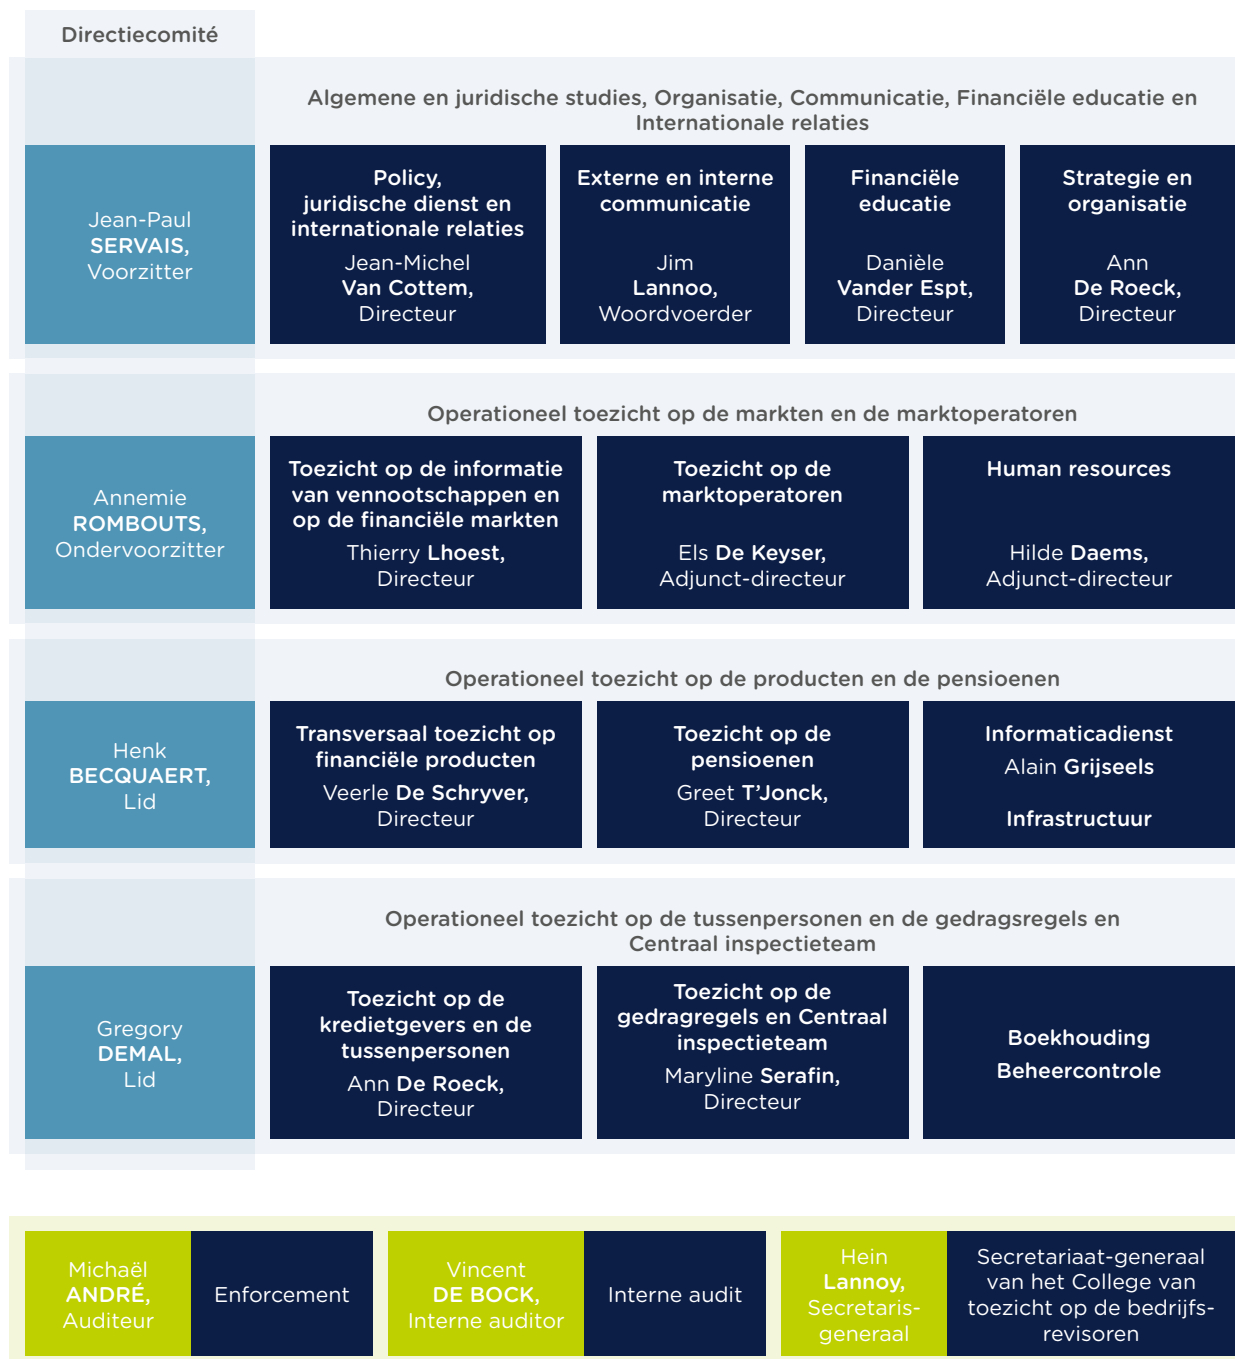 Directiecomité
Algemene en juridische studies, Organisatie, Communicatie, Financiële educatie en
Internationale relaties
Jean-Paul
SERVAIS,
Voorzitter
Policy,
juridische dienst en
internationale relaties
Jean-Michel
Van Cottem,
Directeur
Externe en interne
communicatie
Jim
Lannoo,
Woordvoerder
Financiële
educatie
Danièle
Vander Espt,
Directeur
Strategie en
organisatie
Ann
De Roeck,
Directeur
Operationeel toezicht op de markten en de marktoperatoren
Annemie
ROMBOUTS,
Ondervoorzitter
Toezicht op de informatie
van vennootschappen en
op de financiële markten
Thierry Lhoest,
Directeur
Toezicht op de
marktoperatoren
Els De Keyser,
Adjunct-directeur
Human resources
Hilde Daems,
Adjunct-directeur
Operationeel toezicht op de producten en de pensioenen
Henk
BECQUAERT,
Lid
Transversaal toezicht op
financiële producten
Veerle De Schryver,
Directeur
Toezicht op de
pensioenen
Greet T'Jonck,
Directeur
Informaticadienst
Alain Grijseels
Infrastructuur
Operationeel toezicht op de tussenpersonen en de gedragsregels en
Centraal inspectieteam
Gregory
DEMAL,
Lid
Toezicht op de
kredietgevers en de
tussenpersonen
Ann De Roeck,
Directeur
Toezicht op de
gedragregels en Centraal
inspectieteam
Maryline Serafin,
Directeur
Boekhouding
Beheercontrole
Michaël
ANDRÉ,
Auditeur
Enforcement
Vincent
DE BOCK,
Interne auditor
Interne audit
Hein
Lannoy,
Secretaris-
generaal
Secretariaat-generaal
van het College van
toezicht op de bedrijfs-
revisoren